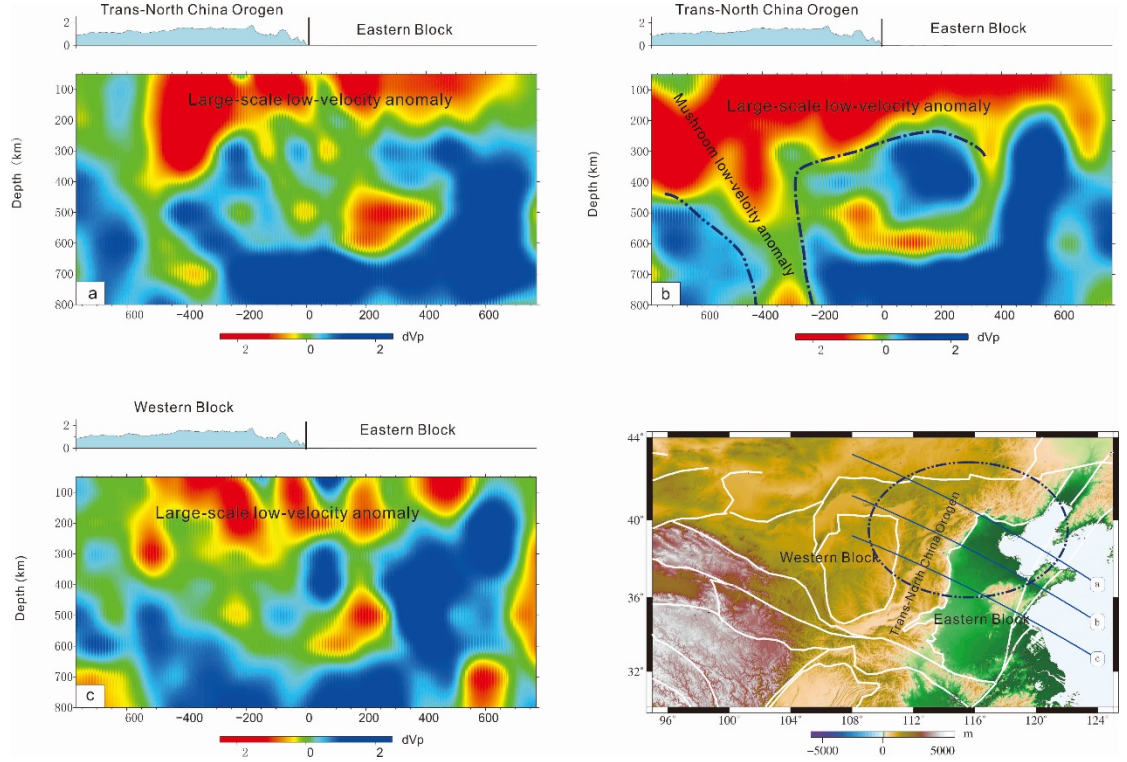 Trans-North China Orogen
Eastern Block
2
0
Large-scale low-velocity anomaly
Depth (km)
100
200
300
400
500
600
700
800
a
600 −400 −200 0 200 400 600
2 0 2 dVp
Trans-North China Orogen
Eastern Block
2
0
Large-scale low-velocity anomaly
Mushroom low-veloity anomaly
Depth (km)
100
200
300
400
500
600
700
800
b
600 −400 −200 0 200 400 600
2 0 2 dVp
Western Block
Eastern Block
2
0
Large-scale low-velocity anomaly
Depth (km)
100
200
300
400
500
600
700
800
c
600 −400 −200 0 200 400 600
2 0 2 dVp
44°
40°
36°
32°
Western Block
Trans-North China Orogen
Eastern Block
a
b
c
96° 100° 104° 108° 112° 116° 120° 124°
m
-5000 0 5000